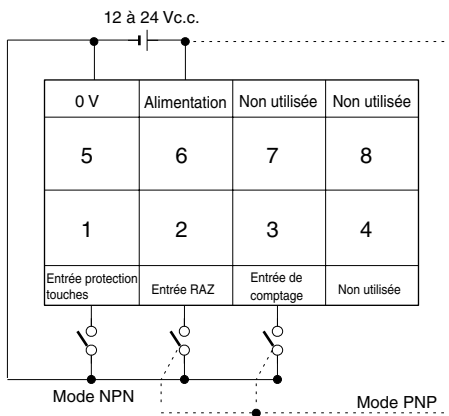 12 à 24 Vc.c.
0 V Alimentation Non utilisée Non utilisée
5 6 7 8
1 2 3 4
Entrée protection touches Entrée RAZ Entrée de comptage Non utilisée
Mode NPN
Mode PNP